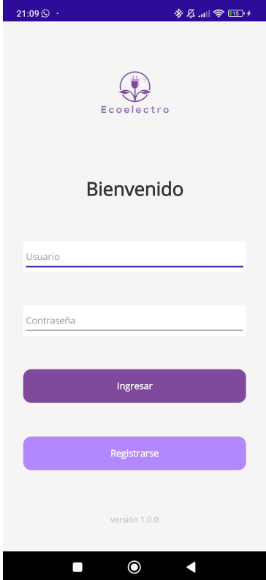 21:09
Ecoelectro
Bienvenido
Usuario
Contraseña
Ingresar
Registrarse
versión 1.0.0